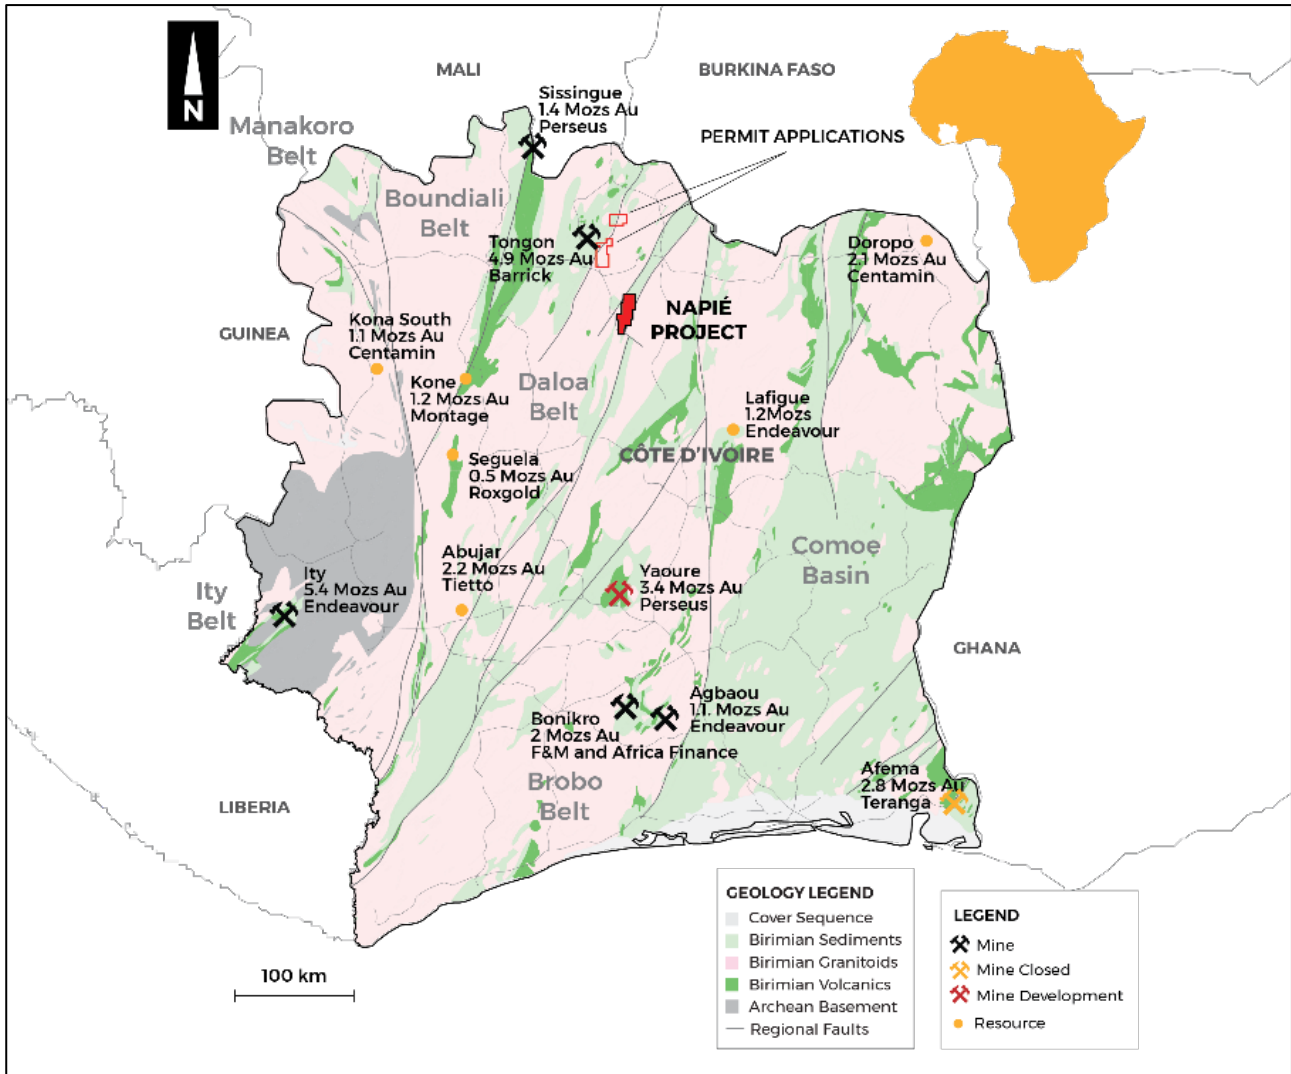 MALI
BURKINA FASO
N
Sissingue
1.4 Mozs Au
Perseus
Manakoro
Belt
PERMIT APPLICATIONS
Boundiali
Belt
Tongon
4.9 Mozs Au
Barrick
Doropo
2.1 Mozs Au
Centamin
NAPIÉ
PROJECT
GUINEA
Kona South
1.1 Mozs Au
Centamin
Kone
1.2 Mozs Au
Montage
Daloa
Belt
Lafigue
1.2Mozs
Endeavour
CÔTE D'IVOIRE
Seguela
0.5 Mozs Au
Roxgold
Comoe
Basin
Abujar
2.2 Mozs Au
Tietto
Ity
5.4 Mozs Au
Endeavour
Ity
Belt
Yaoure
3.4 Mozs Au
Perseus
GHANA
Agbaou
1.1. Mozs Au
Endeavour
Bonikro
2 Mozs Au
F&M and Africa Finance
Brobo
Belt
Afema
2.8 Mozs Au
Teranga
LIBERIA
100 km
GEOLOGY LEGEND
Cover Sequence
Birimian Sediments
Birimian Granitoids
Birimian Volcanics
Archean Basement
Regional Faults
LEGEND
Mine
Mine Closed
Mine Development
Resource